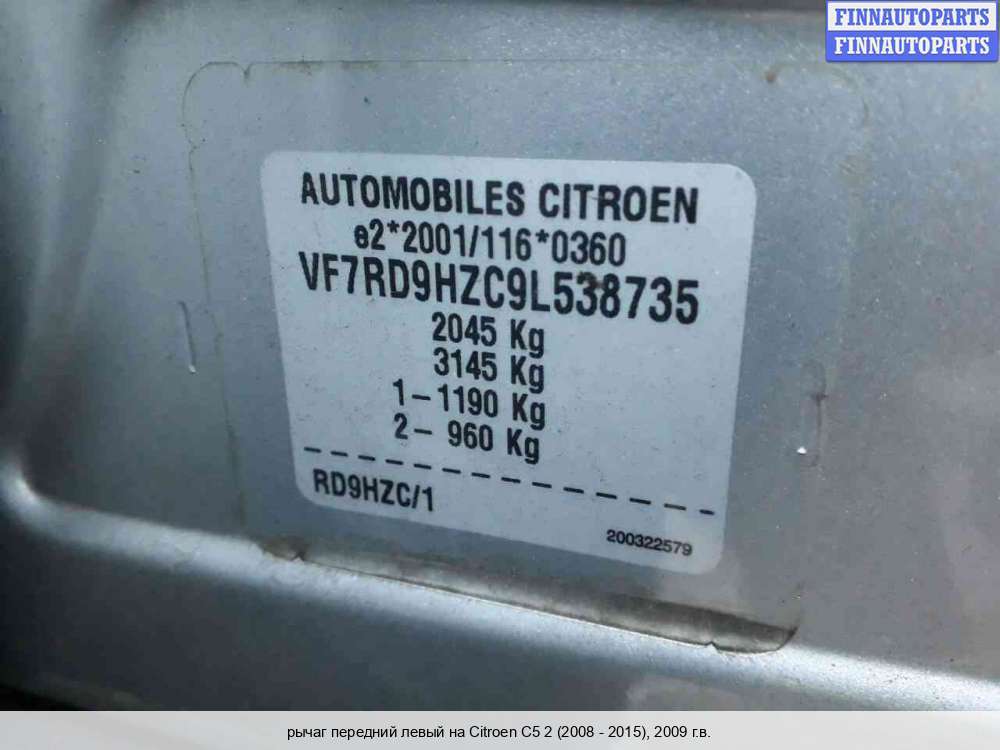 FINNAUTOPARTS
FINNAUTOPARTS
AUTOMOBILES CITROEN
e2*2001/116*0360
VF7RD9HZC9L538735
2045 Kg
3145 Kg
1-1190 Kg
2- 960 Kg
RD9HZC/1
200322579
рычаг передний левый на Citroen C5 2 (2008 - 2015), 2009 г.в.